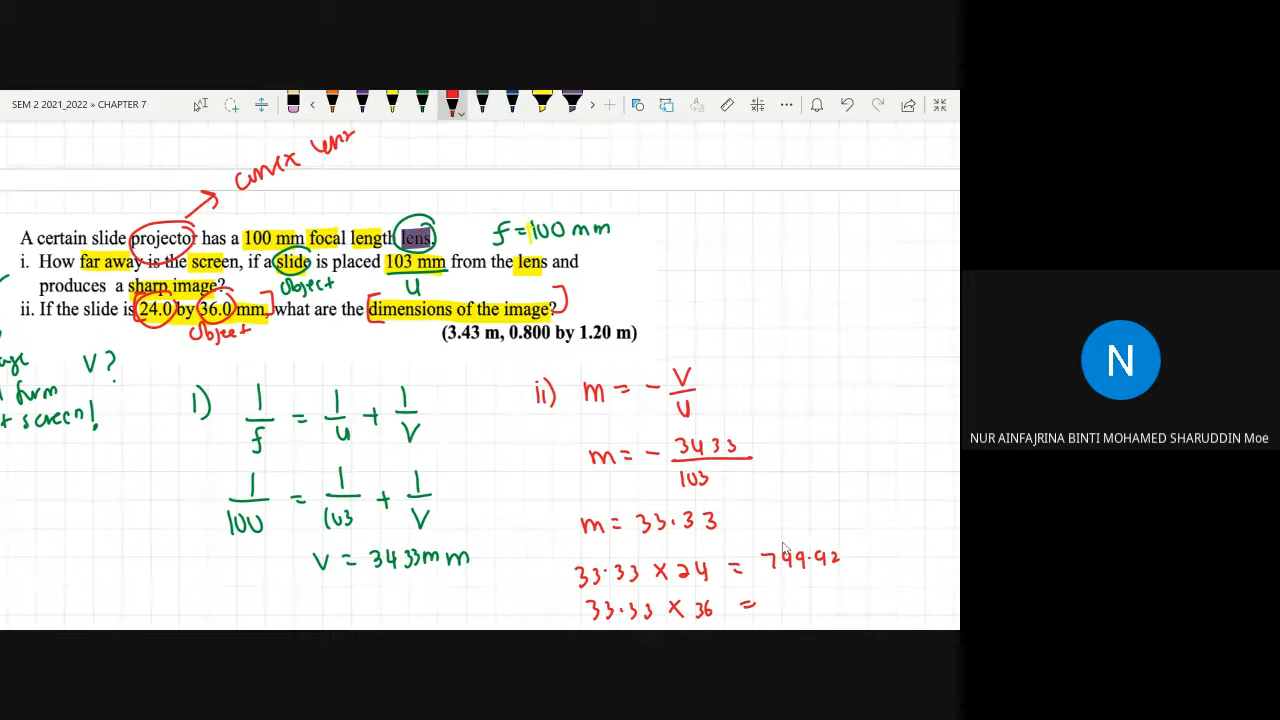 SEM 2 2021_2022 » CHAPTER 7
convex lens
A certain slide projector has a 100 mm focal length lens.
f = 100 mm
i. How far away is the screen, if a slide is placed 103 mm from the lens and
produces a sharp image?
object
u
ii. If the slide is 24.0 by 36.0 mm, what are the dimensions of the image?
object
(3.43 m, 0.800 by 1.20 m)
V?
form
screen!
1) 1/f = 1/u + 1/V
1/100 = 1/103 + 1/V
V = 3433mm
ii) m = - V/U
m = - 3433/103
m = 33.33
33.33 x 24 = 799.92
33.33 x 36 =
N
NUR AINFAJRINA BINTI MOHAMED SHARUDDIN Moe